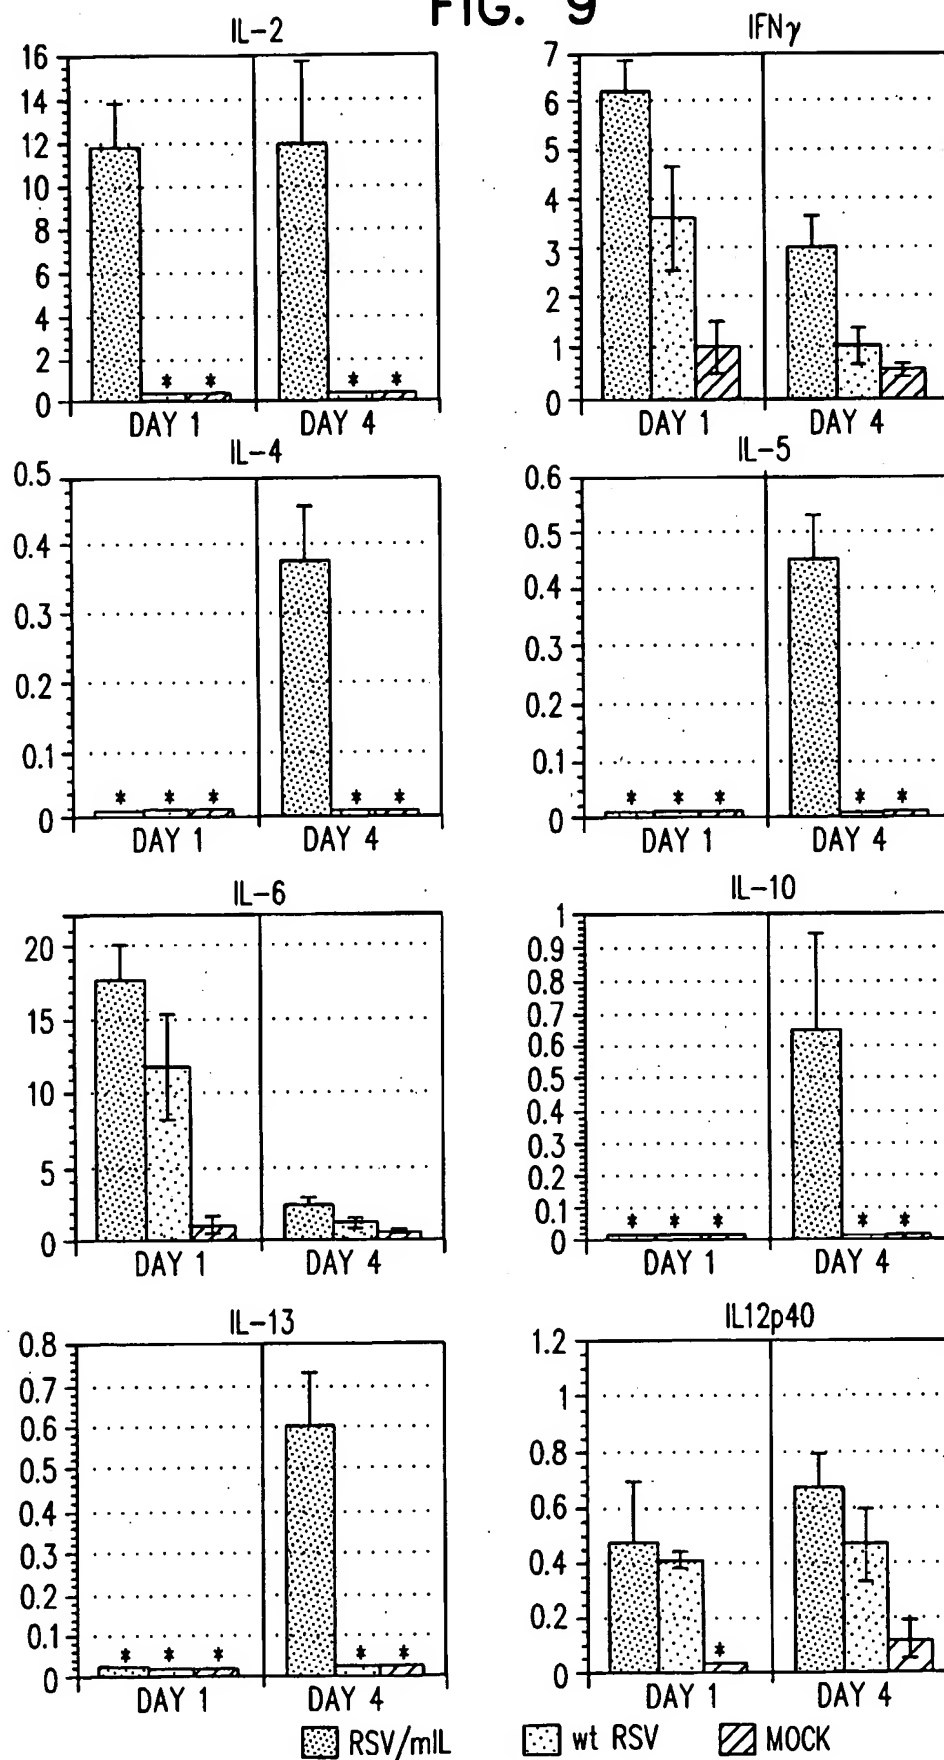 FIG. 9
IL-2
16
14
12
10
8
6
4
2
0
* * * *
DAY 1 DAY 4
IFNγ
7
6
5
4
3
2
1
0
DAY 1 DAY 4
IL-4
0.5
0.4
0.3
0.2
0.1
0
* * * * *
DAY 1 DAY 4
IL-5
0.6
0.5
0.4
0.3
0.2
0.1
0
* * * * *
DAY 1 DAY 4
IL-6
20
15
10
5
0
DAY 1 DAY 4
IL-10
1
0.9
0.8
0.7
0.6
0.5
0.4
0.3
0.2
0.1
0
* * * * *
DAY 1 DAY 4
IL-13
0.8
0.7
0.6
0.5
0.4
0.3
0.2
0.1
0
* * * * *
DAY 1 DAY 4
IL12p40
1.2
1
0.8
0.6
0.4
0.2
0
*
DAY 1 DAY 4
RSV/mIL wt RSV MOCK